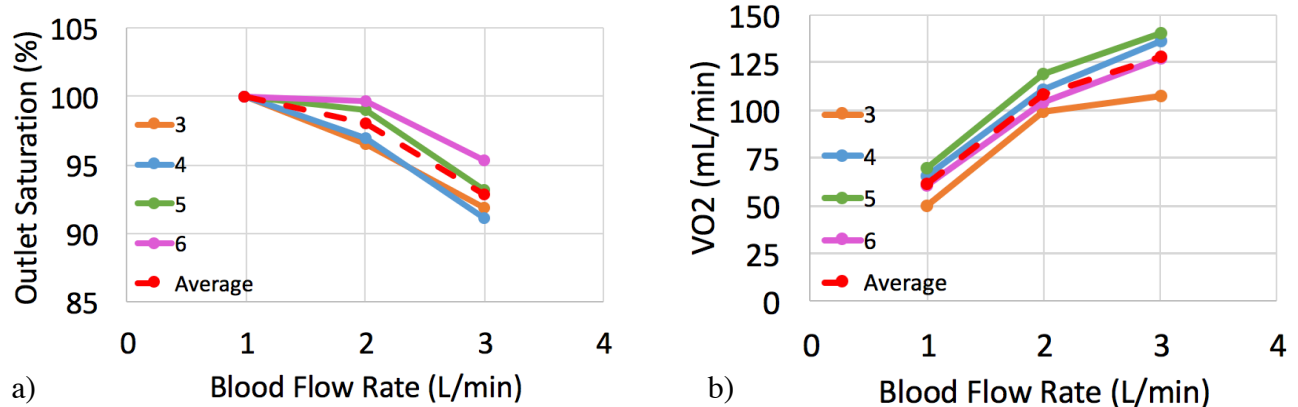 105
100
95
90
85
Outlet Saturation (%)
3
4
5
6
Average
0 1 2 3 4
Blood Flow Rate (L/min)
a)
150
125
100
75
50
25
0
VO2 (mL/min)
3
4
5
6
Average
0 1 2 3 4
Blood Flow Rate (L/min)
b)